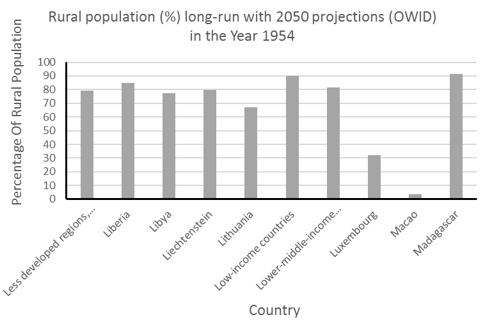 Rural population (%) long-run with 2050 projections (OWID)
in the Year 1954
Percentage Of Rural Population
100
90
80
70
60
50
40
30
20
10
0
Less developed regions,...
Liberia
Libya
Liechtenstein
Lithuania
Low-income countries
Lower-middle-income...
Luxembourg
Macao
Madagascar
Country